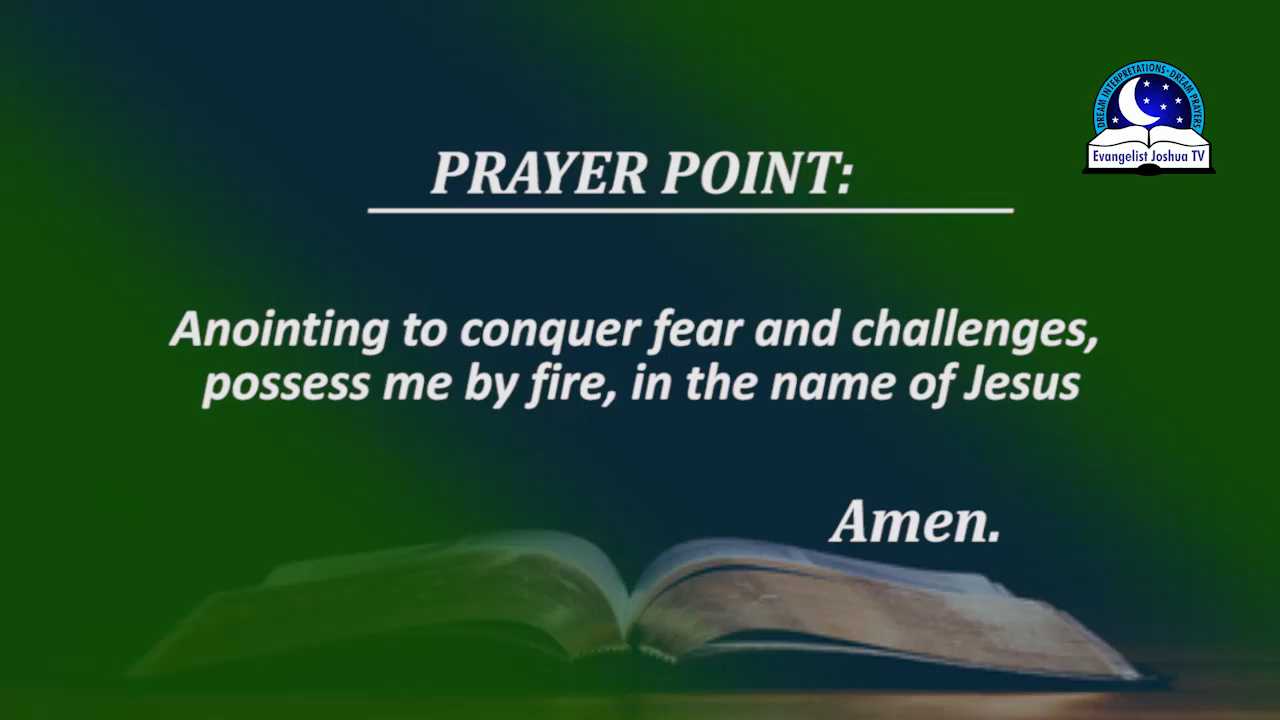 DREAM INTERPRETATIONS-DREAM PRAYERS
Evangelist Joshua TV
PRAYER POINT:
Anointing to conquer fear and challenges,
possess me by fire, in the name of Jesus
Amen.